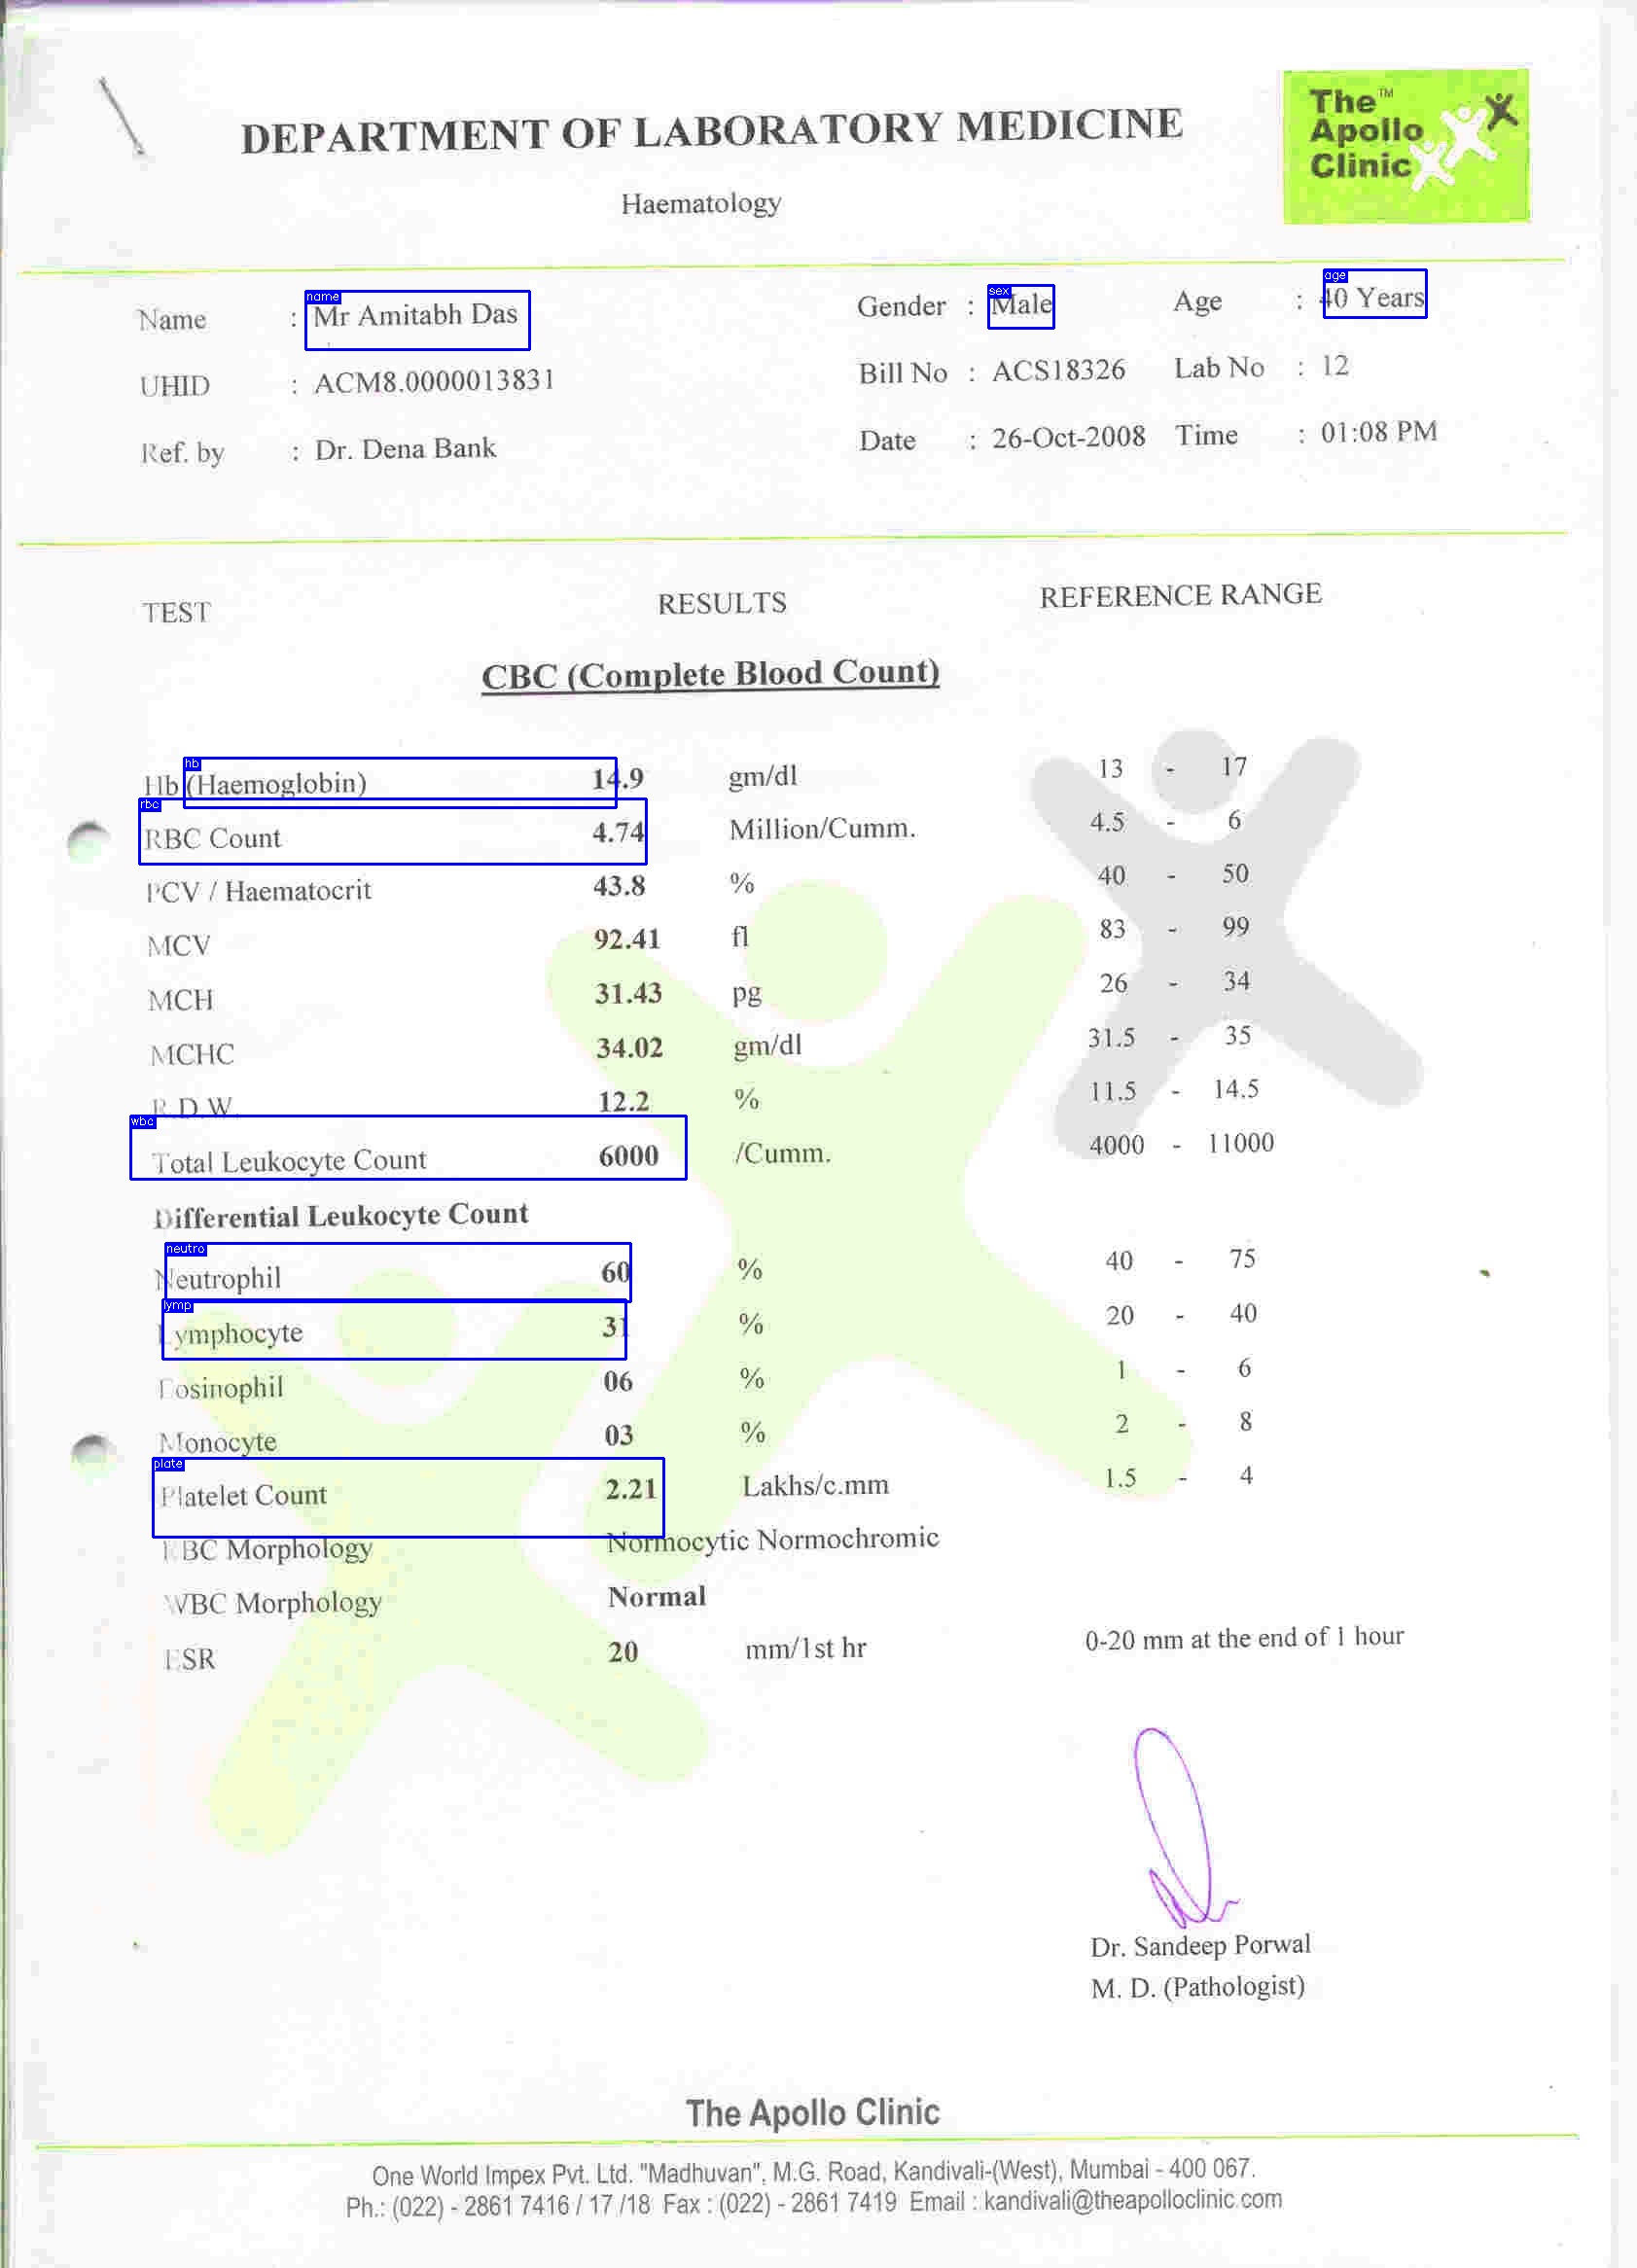 The™
Apollo
Clinic
DEPARTMENT OF LABORATORY MEDICINE
Haematology
name
Name : Mr Amitabh Das
sex
Gender : Male
age
Age : 40 Years
UHID : ACM8.0000013831
Bill No : ACS18326 Lab No : 12
Ref. by : Dr. Dena Bank
Date : 26-Oct-2008 Time : 01:08 PM
TEST RESULTS REFERENCE RANGE
CBC (Complete Blood Count)
hb
Hb (Haemoglobin) 14.9 gm/dl 13 - 17
rbc
RBC Count 4.74 Million/Cumm. 4.5 - 6
PCV / Haematocrit 43.8 % 40 - 50
MCV 92.41 fl 83 - 99
MCH 31.43 pg 26 - 34
MCHC 34.02 gm/dl 31.5 - 35
R.D.W. 12.2 % 11.5 - 14.5
wbc
Total Leukocyte Count 6000 /Cumm. 4000 - 11000
Differential Leukocyte Count
neutro
Neutrophil 60 % 40 - 75
lymp
Lymphocyte 31 % 20 - 40
Eosinophil 06 % 1 - 6
Monocyte 03 % 2 - 8
plate
Platelet Count 2.21 Lakhs/c.mm 1.5 - 4
RBC Morphology Normocytic Normochromic
WBC Morphology Normal
ESR 20 mm/1st hr 0-20 mm at the end of 1 hour
Dr. Sandeep Porwal
M. D. (Pathologist)
The Apollo Clinic
One World Impex Pvt. Ltd. "Madhuvan", M.G. Road, Kandivali-(West), Mumbai - 400 067.
Ph.: (022) - 2861 7416 / 17 /18 Fax : (022) - 2861 7419 Email : kandivali@theapolloclinic.com